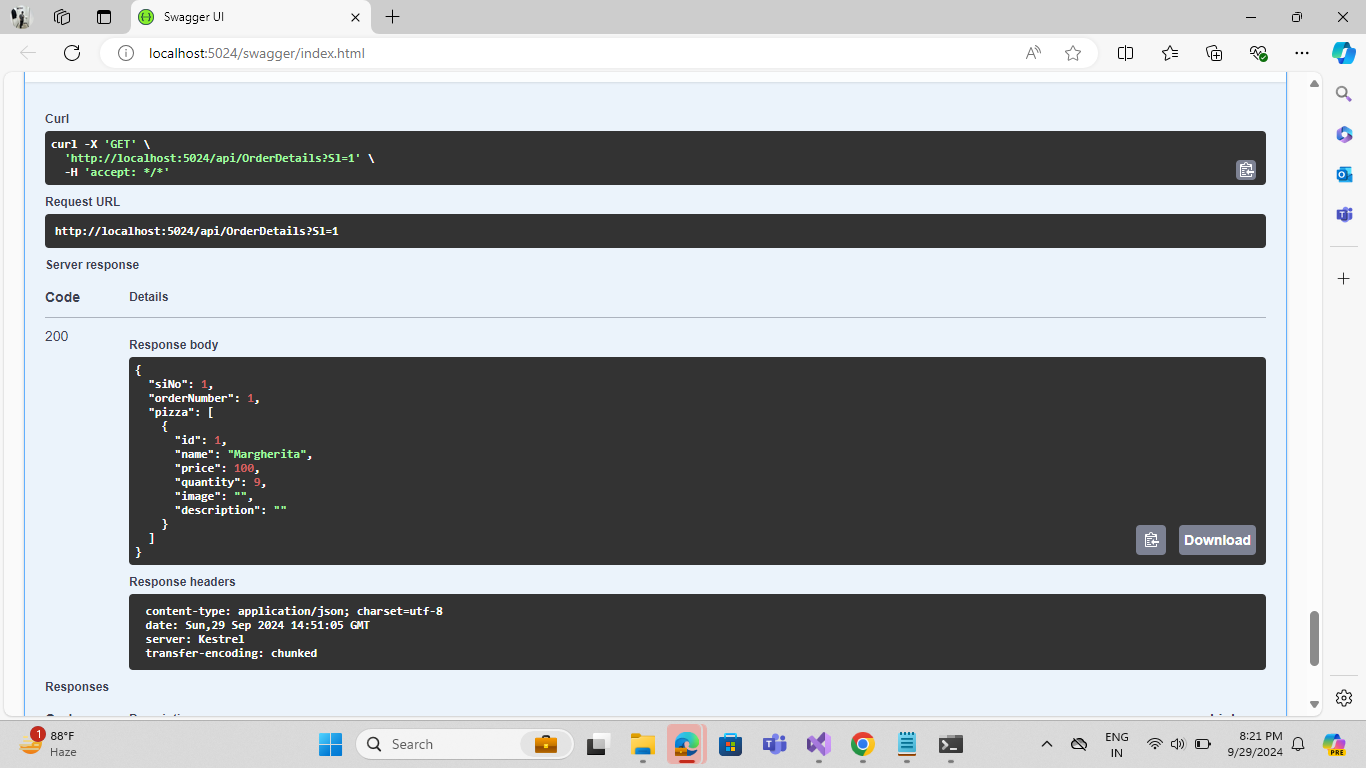 Swagger UI
localhost:5024/swagger/index.html
Curl
curl -X 'GET' \
'http://localhost:5024/api/OrderDetails?Sl=1' \
-H 'accept: */*'
Request URL
http://localhost:5024/api/OrderDetails?Sl=1
Server response
Code Details
200
Response body
{
"siNo": 1,
"orderNumber": 1,
"pizza": [
{
"id": 1,
"name": "Margherita",
"price": 100,
"quantity": 9,
"image": "",
"description": ""
}
]
}
Download
Response headers
content-type: application/json; charset=utf-8
date: Sun,29 Sep 2024 14:51:05 GMT
server: Kestrel
transfer-encoding: chunked
Responses
1
88°F
Haze
Search
ENG
IN
8:21 PM
9/29/2024
PRE